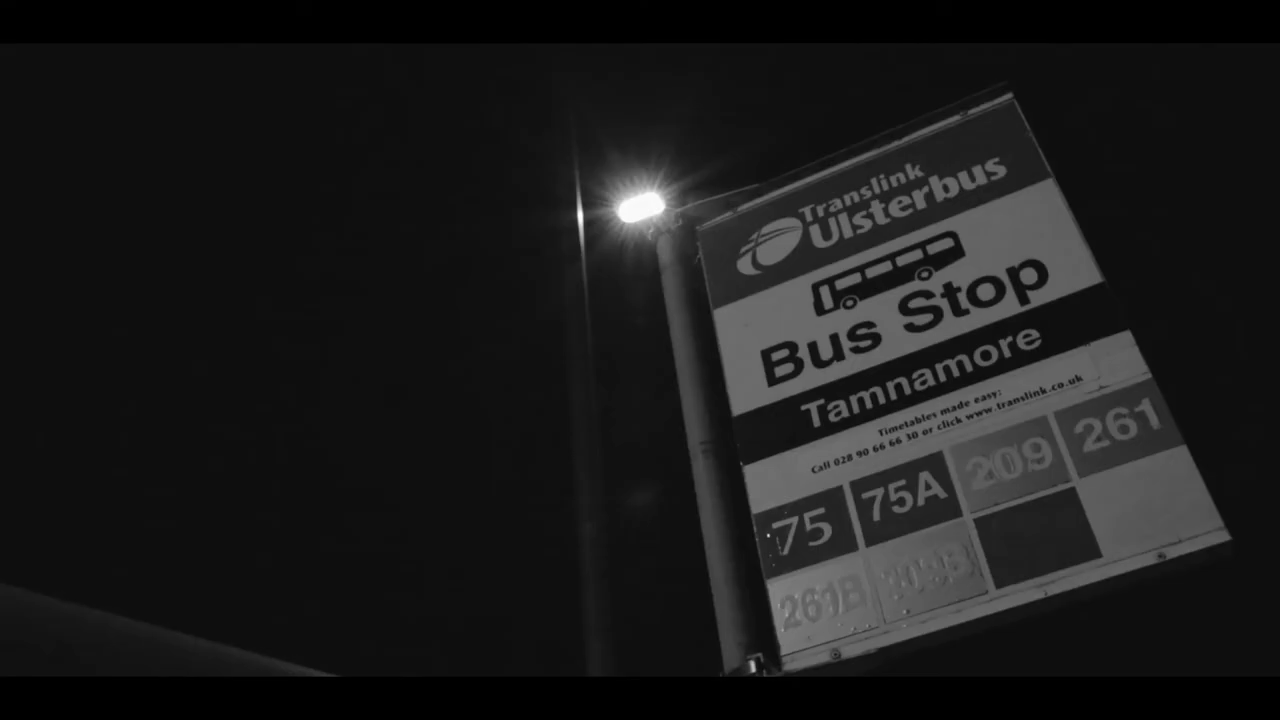 Translink
Ulsterbus
Bus Stop
Tamnamore
Timetables made easy:
Call 028 90 66 66 30 or click www.translink.co.uk
75 75A 209 261
261B